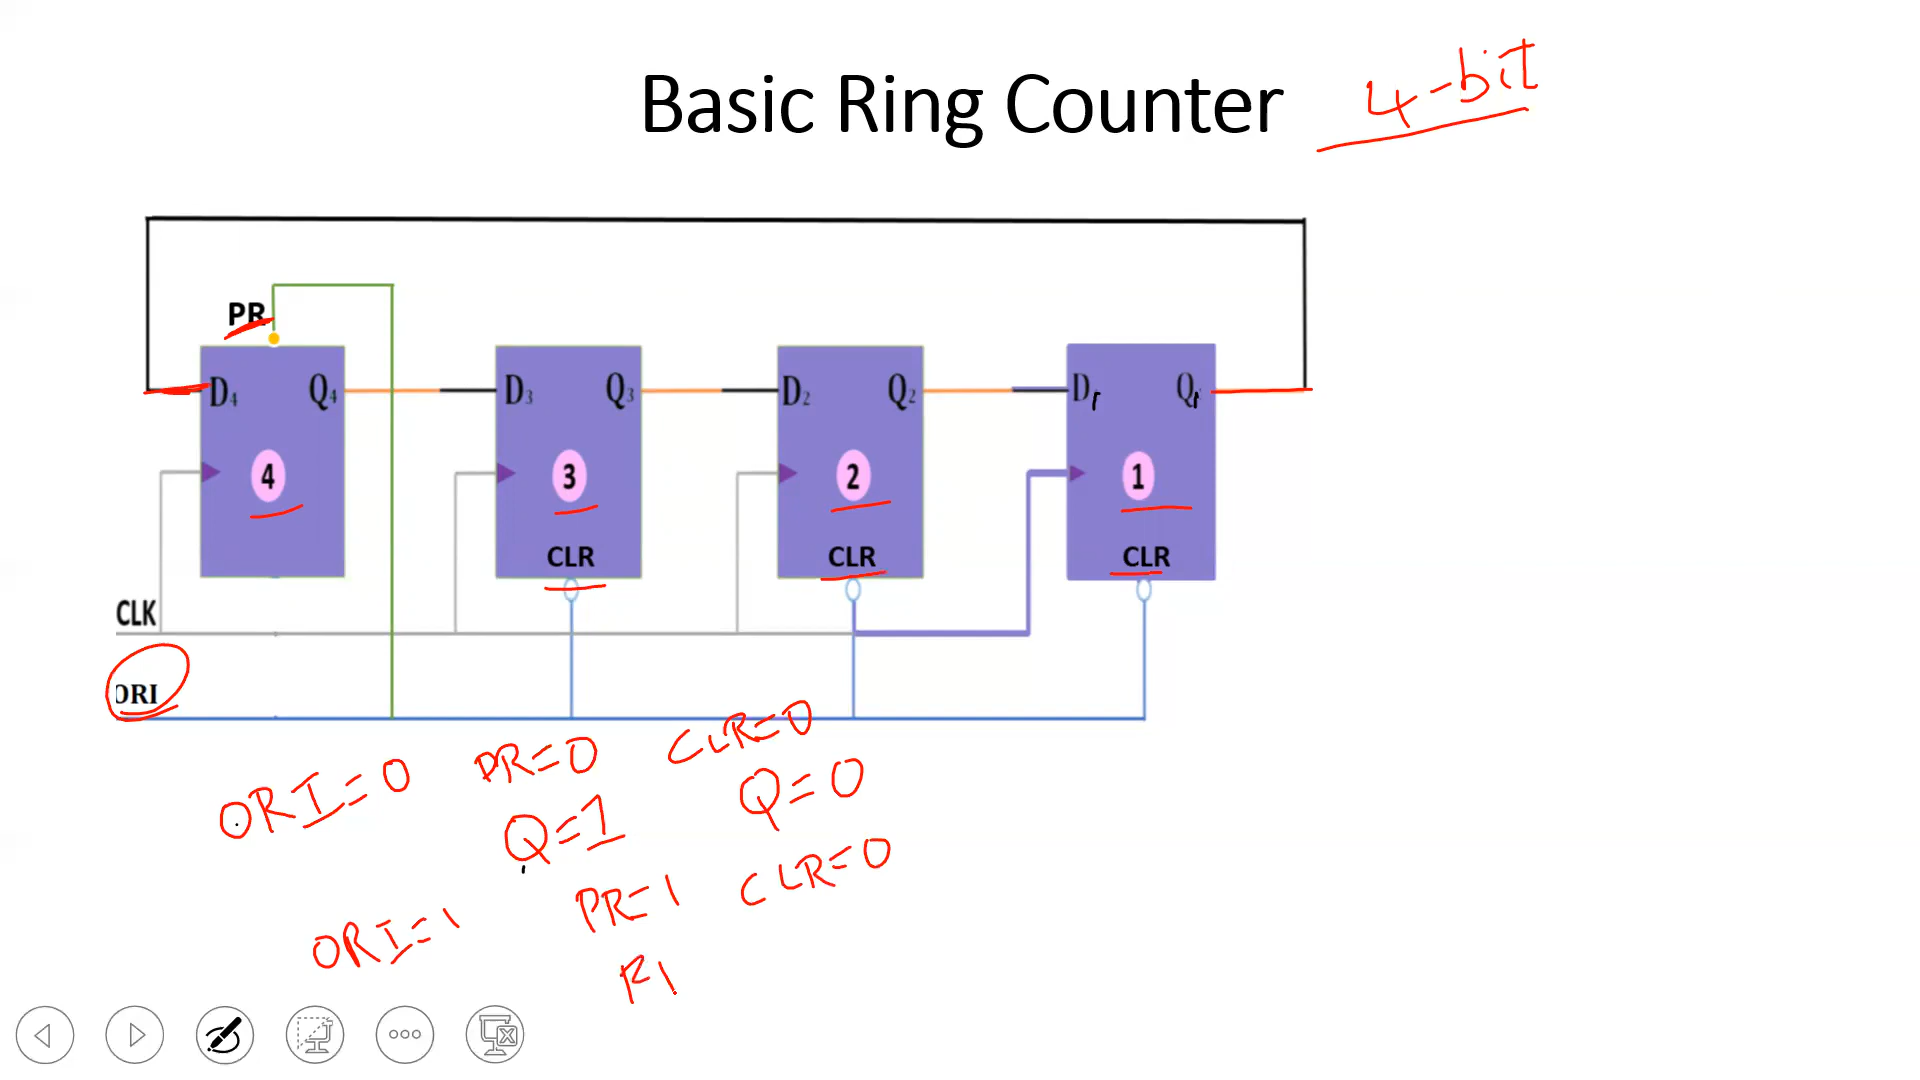 Basic Ring Counter 4-bit
PR
D4 Q4 D3 Q3 D2 Q2 D1 Q1
4 3 2 1
CLR CLR CLR
CLK
ORI
ORI=0 PR=0 CLR=0
Q=1 Q=0
ORI=1 PR=1 CLR=0